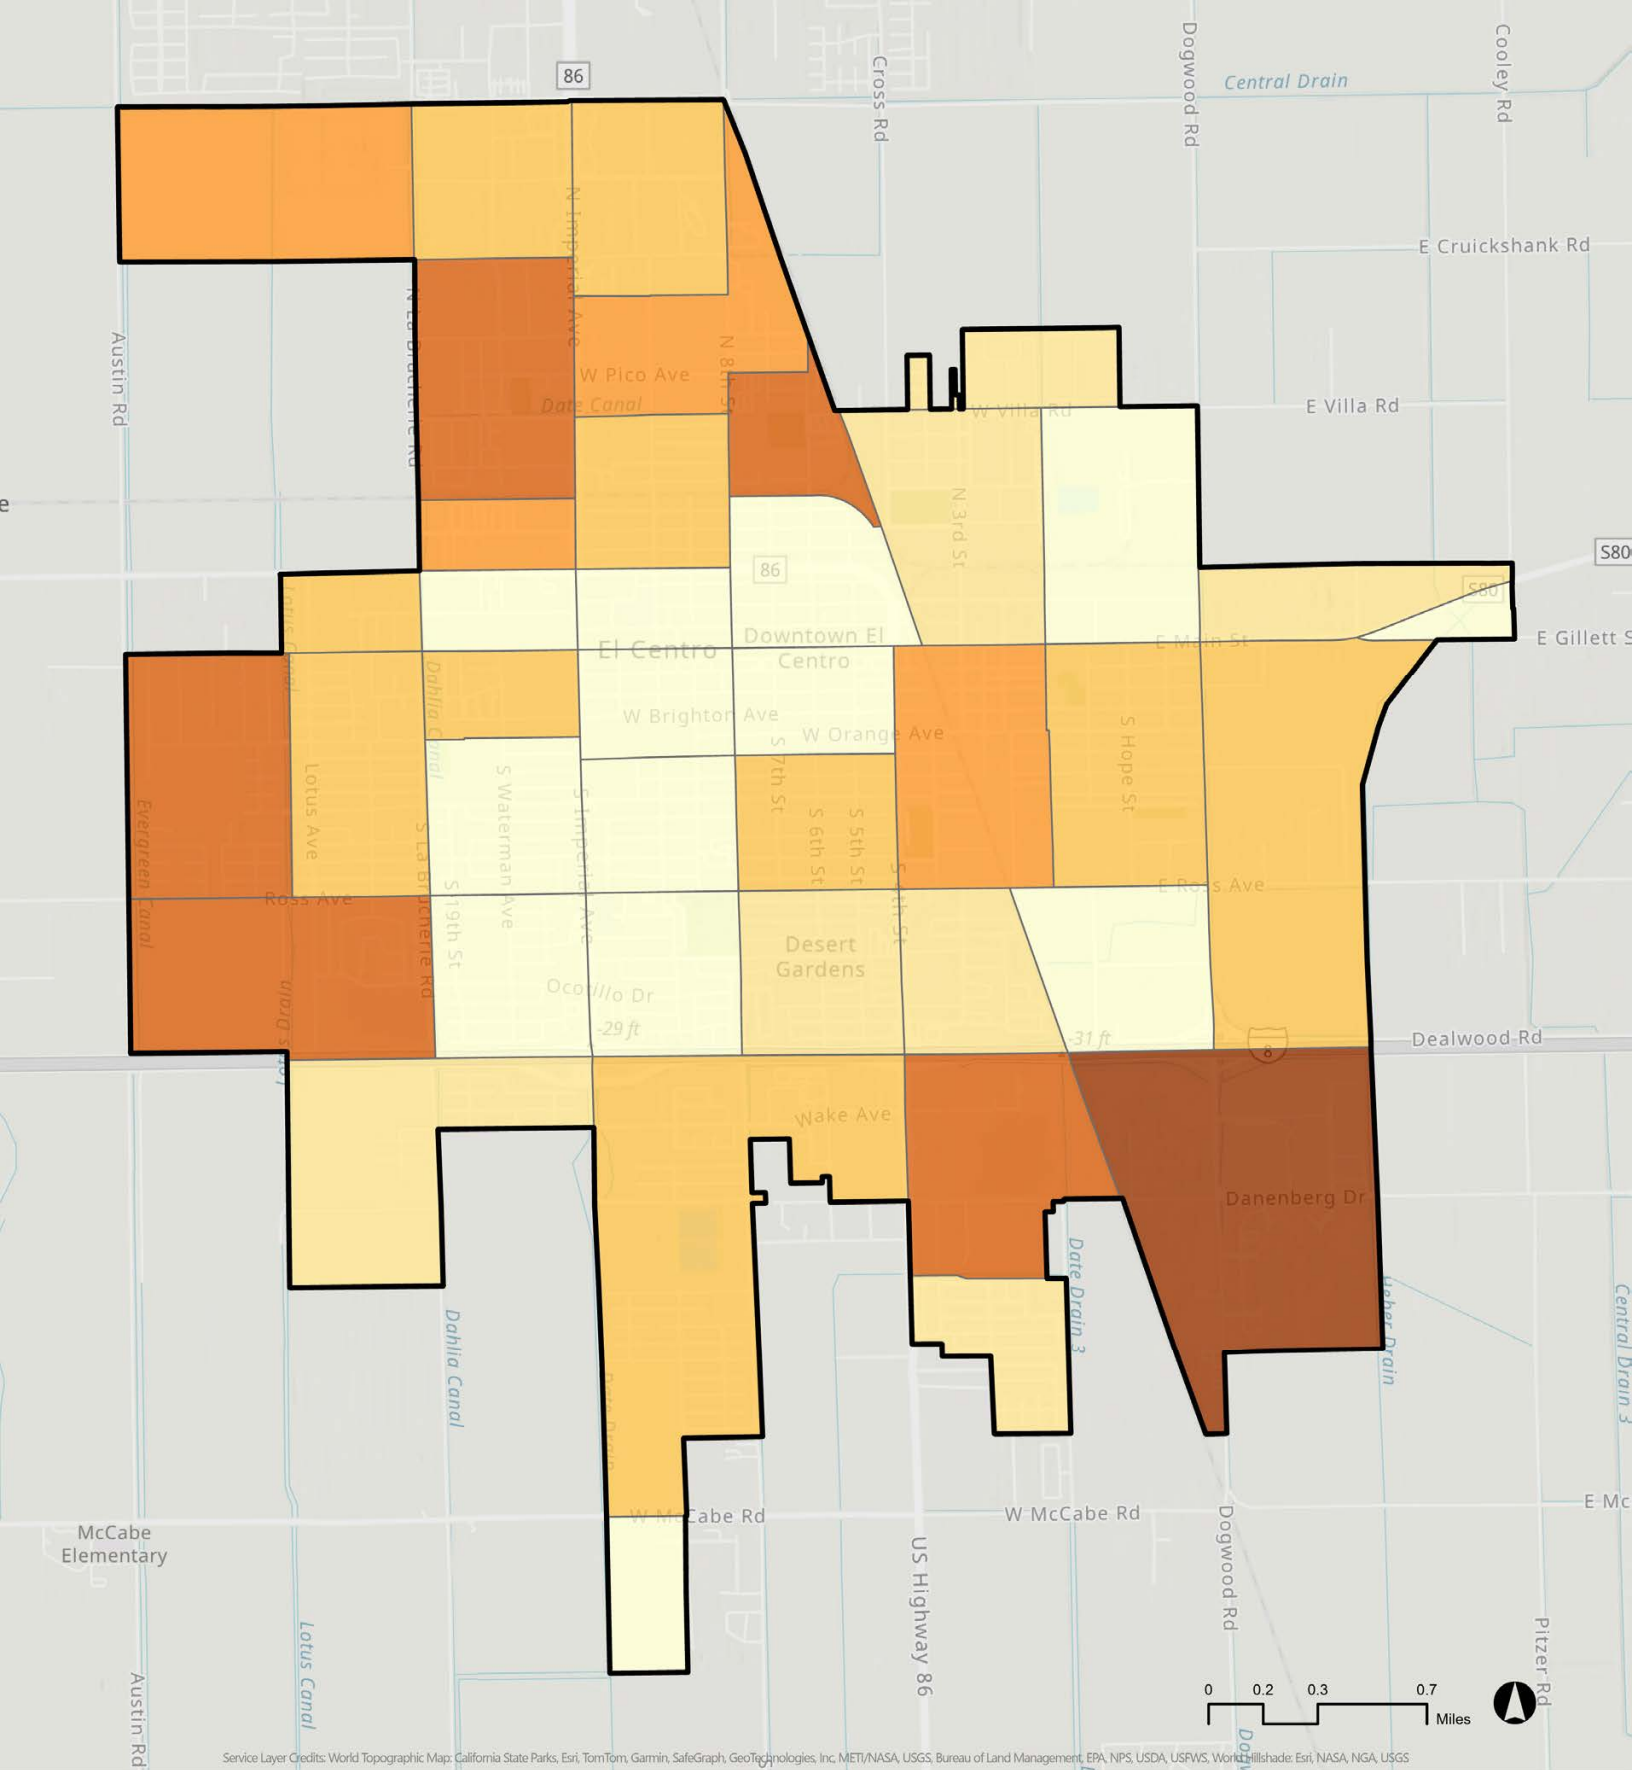 86
Central Drain
Cross Rd
Dogwood Rd
Cooley Rd
E Cruickshank Rd
N Imperial Ave
N La Brucherie Rd
Austin Rd
N 8th St
W Pico Ave
Date Canal
W Villa Rd
E Villa Rd
e
N 3rd St
86
S80
S80
Lotus Canal
El Centro
Downtown El
Centro
E Main St
E Gillett S
Dahlia Canal
W Brighton Ave
W Orange Ave
S Hope St
S 7th St
S 6th St
S 5th St
S 4th St
Lotus Ave
S Waterman Ave
S Imperial Ave
Evergreen Canal
S La Brucherie Rd
S 19th St
Ross Ave
E Ross Ave
Desert
Gardens
Ocotillo Dr
-29 ft
-31 ft
8
Dealwood Rd
Wake Ave
Danenberg Dr
Date Drain 3
Heber Drain
Central Drain 3
Dahlia Canal
Date Drain
W McCabe Rd
W McCabe Rd
E Mc
McCabe
Elementary
US Highway 86
Dogwood Rd
Pitzer Rd
Lotus Canal
Austin Rd
0 0.2 0.3 0.7
Miles
Service Layer Credits: World Topographic Map: California State Parks, Esri, TomTom, Garmin, SafeGraph, GeoTechnologies, Inc, METI/NASA, USGS, Bureau of Land Management, EPA, NPS, USDA, USFWS, World Hillshade: Esri, NASA, NGA, USGS